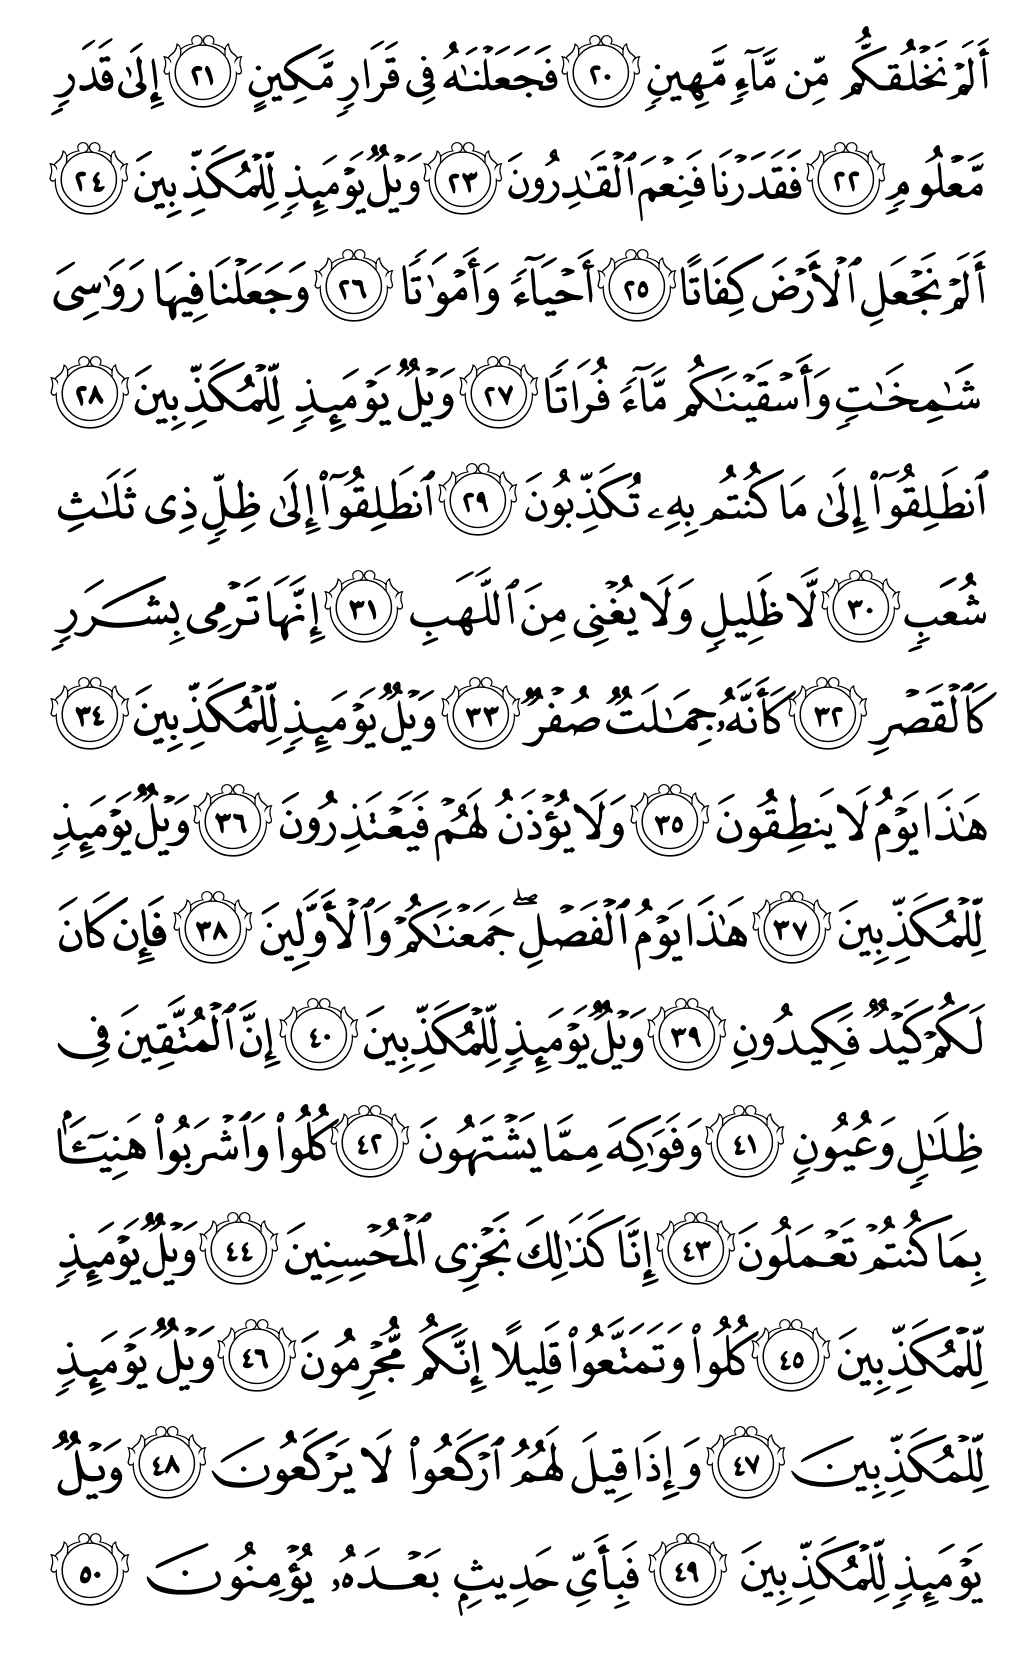 أَلَمۡ نَخۡلُقكُّم مِّن مَّآءٖ مَّهِينٖ ٢٠ فَجَعَلۡنَٰهُ فِي قَرَارٖ مَّكِينٍ ٢١ إِلَىٰ قَدَرٖ
مَّعۡلُومٖ ٢٢ فَقَدَرۡنَا فَنِعۡمَ ٱلۡقَٰدِرُونَ ٢٣ وَيۡلٞ يَوۡمَئِذٖ لِّلۡمُكَذِّبِينَ ٢٤
أَلَمۡ نَجۡعَلِ ٱلۡأَرۡضَ كِفَاتًا ٢٥ أَحۡيَآءٗ وَأَمۡوَٰتٗا ٢٦ وَجَعَلۡنَا فِيهَا رَوَٰسِيَ
شَٰمِخَٰتٖ وَأَسۡقَيۡنَٰكُم مَّآءٗ فُرَاتٗا ٢٧ وَيۡلٞ يَوۡمَئِذٖ لِّلۡمُكَذِّبِينَ ٢٨
ٱنطَلِقُوٓاْ إِلَىٰ مَا كُنتُم بِهِۦ تُكَذِّبُونَ ٢٩ ٱنطَلِقُوٓاْ إِلَىٰ ظِلّٖ ذِي ثَلَٰثِ
شُعَبٖ ٣٠ لَّا ظَلِيلٖ وَلَا يُغۡنِي مِنَ ٱللَّهَبِ ٣١ إِنَّهَا تَرۡمِي بِشَرَرٖ
كَٱلۡقَصۡرِ ٣٢ كَأَنَّهُۥ جِمَٰلَتٞ صُفۡرٞ ٣٣ وَيۡلٞ يَوۡمَئِذٖ لِّلۡمُكَذِّبِينَ ٣٤
هَٰذَا يَوۡمُ لَا يَنطِقُونَ ٣٥ وَلَا يُؤۡذَنُ لَهُمۡ فَيَعۡتَذِرُونَ ٣٦ وَيۡلٞ يَوۡمَئِذٖ
لِّلۡمُكَذِّبِينَ ٣٧ هَٰذَا يَوۡمُ ٱلۡفَصۡلِۖ جَمَعۡنَٰكُمۡ وَٱلۡأَوَّلِينَ ٣٨ فَإِن كَانَ
لَكُمۡ كَيۡدٞ فَكِيدُونِ ٣٩ وَيۡلٞ يَوۡمَئِذٖ لِّلۡمُكَذِّبِينَ ٤٠ إِنَّ ٱلۡمُتَّقِينَ فِي
ظِلَٰلٖ وَعُيُونٖ ٤١ وَفَوَٰكِهَ مِمَّا يَشۡتَهُونَ ٤٢ كُلُواْ وَٱشۡرَبُواْ هَنِيٓـَٔۢا
بِمَا كُنتُمۡ تَعۡمَلُونَ ٤٣ إِنَّا كَذَٰلِكَ نَجۡزِي ٱلۡمُحۡسِنِينَ ٤٤ وَيۡلٞ يَوۡمَئِذٖ
لِّلۡمُكَذِّبِينَ ٤٥ كُلُواْ وَتَمَتَّعُواْ قَلِيلًا إِنَّكُم مُّجۡرِمُونَ ٤٦ وَيۡلٞ يَوۡمَئِذٖ
لِّلۡمُكَذِّبِينَ ٤٧ وَإِذَا قِيلَ لَهُمُ ٱرۡكَعُواْ لَا يَرۡكَعُونَ ٤٨ وَيۡلٞ
يَوۡمَئِذٖ لِّلۡمُكَذِّبِينَ ٤٩ فَبِأَيِّ حَدِيثِۭ بَعۡدَهُۥ يُؤۡمِنُونَ ٥٠